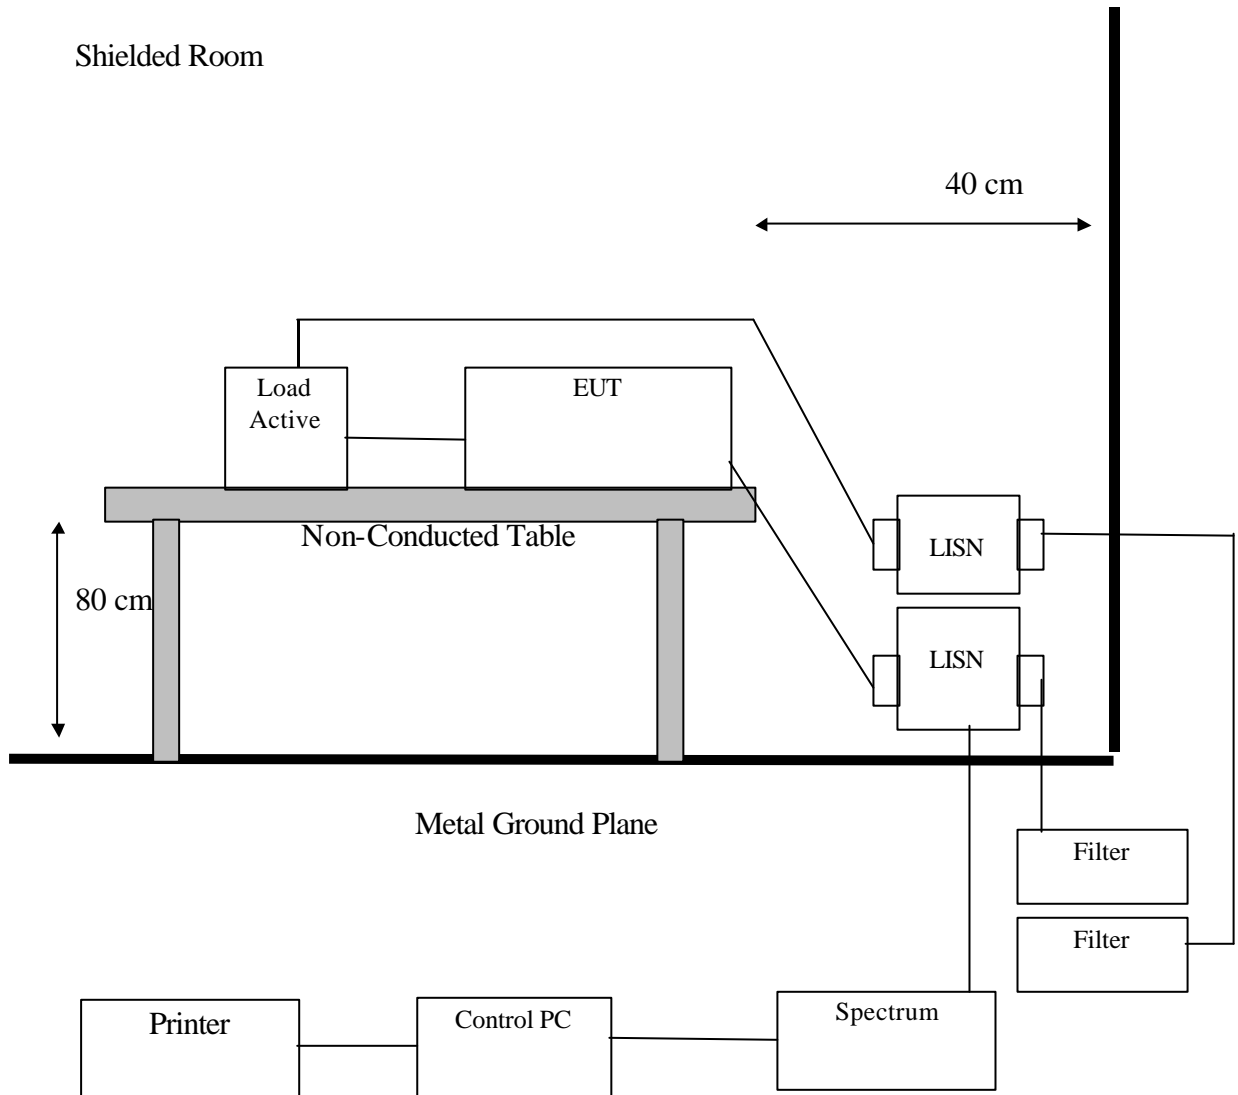 Shielded Room
40 cm
Load
Active
EUT
Non-Conducted Table
LISN
80 cm
LISN
Metal Ground Plane
Filter
Filter
Printer
Control PC
Spectrum